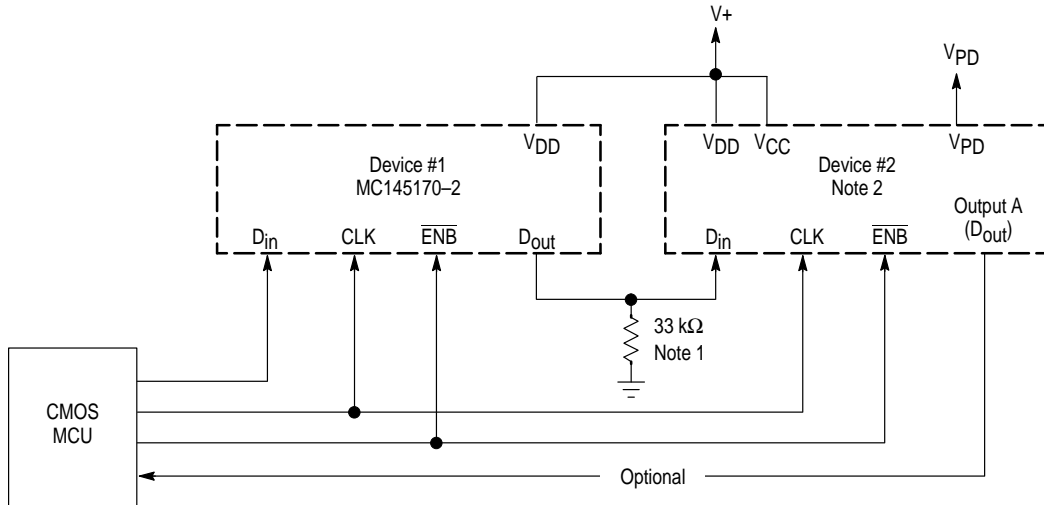 V+
VPD
VDD
VDD VCC VPD
Device #1
MC145170–2
Device #2
Note 2
Output A
(Dout)
Din CLK ENB Dout
Din CLK ENB
33 kΩ
Note 1
CMOS
MCU
Optional